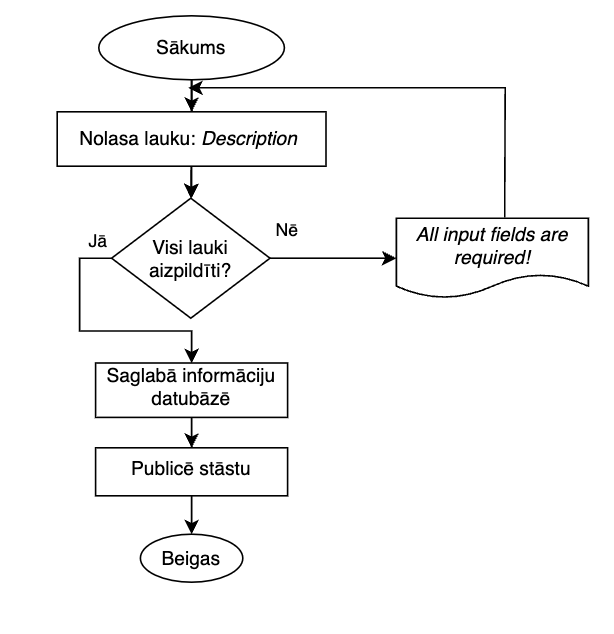 Sākums
Nolasa lauku: Description
Jā
Visi lauki
aizpildīti?
Nē
All input fields are
required!
Saglabā informāciju
datubāzē
Publicē stāstu
Beigas